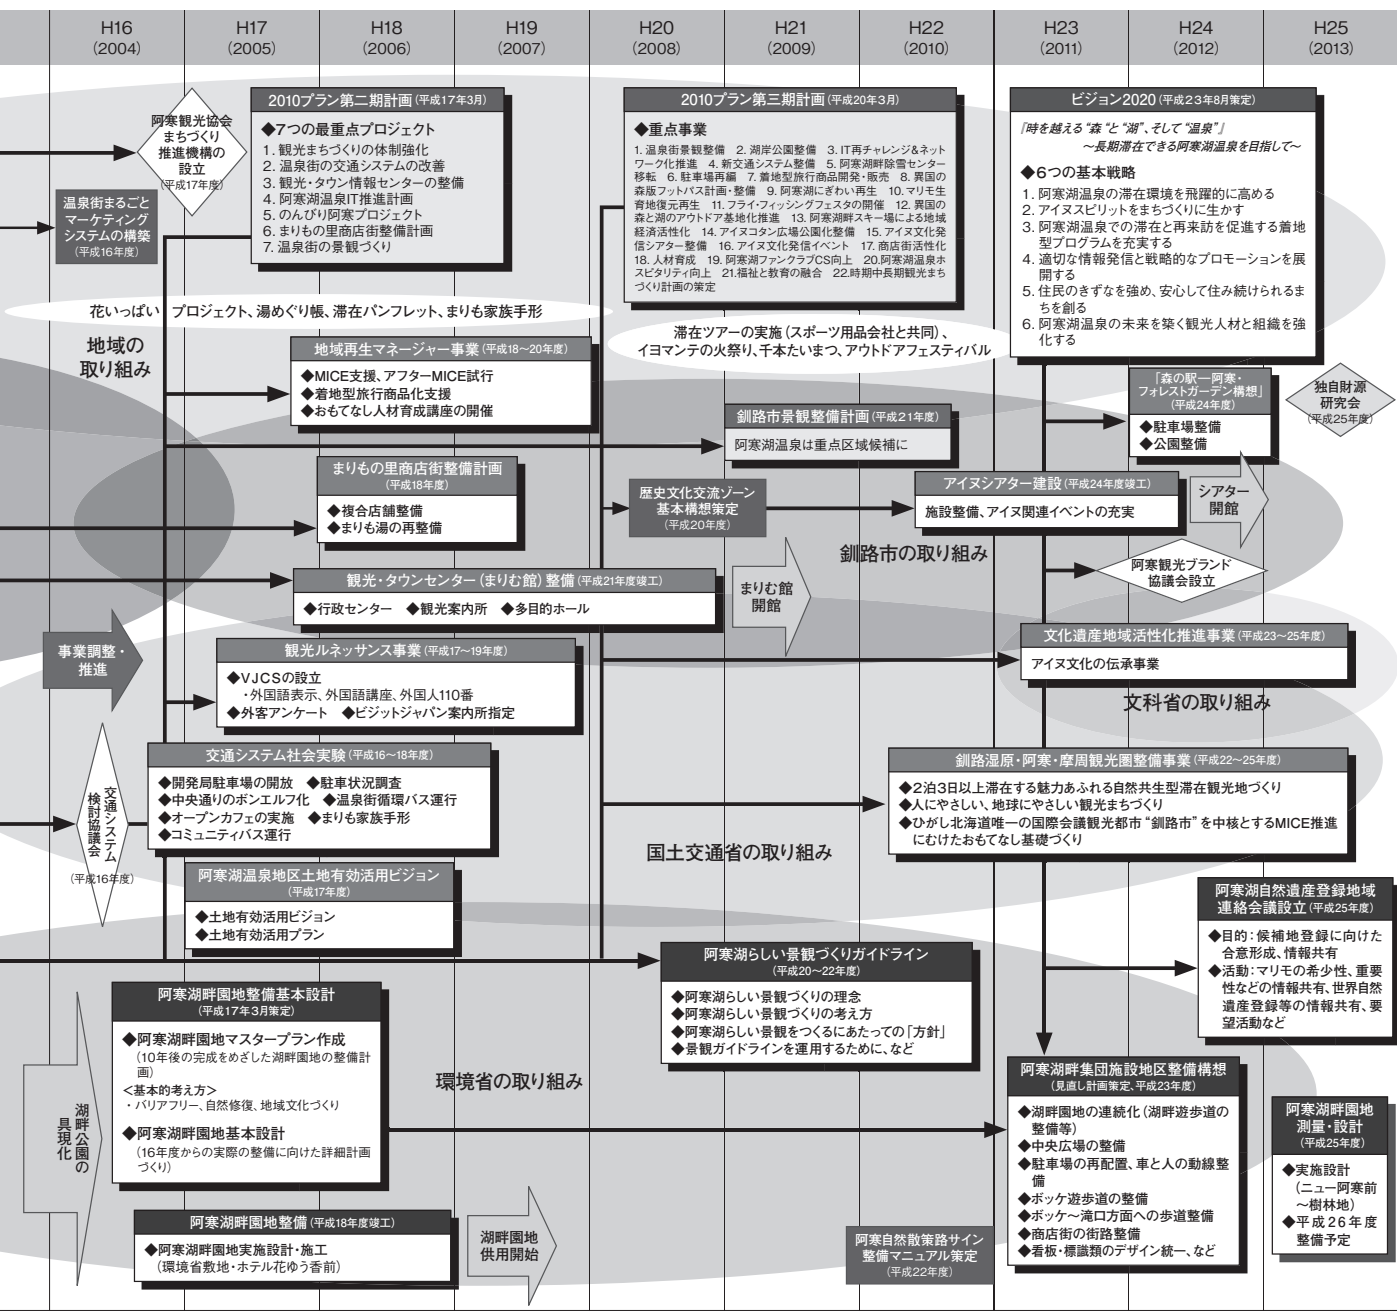 H16
(2004)
H17
(2005)
H18
(2006)
H19
(2007)
H20
(2008)
H21
(2009)
H22
(2010)
H23
(2011)
H24
(2012)
H25
(2013)
阿寒観光協会
まちづくり
推進機構の
設立
(平成17年度)
温泉街まるごと
マーケティング
システムの構築
(平成16年度)
2010プラン第二期計画(平成17年3月)
◆7つの最重点プロジェクト
1. 観光まちづくりの体制強化
2. 温泉街の交通システムの改善
3. 観光・タウン情報センターの整備
4. 阿寒湖温泉IT推進計画
5. のんびり阿寒プロジェクト
6. まりもの里商店街整備計画
7. 温泉街の景観づくり
2010プラン第三期計画(平成20年3月)
◆重点事業
1. 温泉街景観整備 2. 湖岸公園整備 3. IT再チャレンジ&ネット
ワーク化推進 4. 新交通システム整備 5. 阿寒湖畔除雪センター
移転 6. 駐車場再編 7. 着地型旅行商品開発・販売 8. 異国の
森版フットパス計画・整備 9. 阿寒湖にぎわい再生 10. マリモ生
育地復元再生 11. フライ・フィッシングフェスタの開催 12. 異国の
森と湖のアウトドア基地化推進 13. 阿寒湖畔スキー場による地域
経済活性化 14. アイヌコタン広場公園化整備 15. アイヌ文化発
信シアター整備 16. アイヌ文化発信イベント 17. 商店街活性化
18. 人材育成 19. 阿寒湖ファンクラブCS向上 20.阿寒湖温泉ホ
スピタリティ向上 21.福祉と教育の融合 22.時期中長期観光まち
づくり計画の策定
ビジョン2020(平成23年8月策定)
『時を越える“森“と“湖”、そして“温泉”』
～長期滞在できる阿寒湖温泉を目指して～
◆6つの基本戦略
1. 阿寒湖温泉の滞在環境を飛躍的に高める
2. アイヌスピリットをまちづくりに生かす
3. 阿寒湖温泉での滞在と再来訪を促進する着地
型プログラムを充実する
4. 適切な情報発信と戦略的なプロモーションを展
開する
5. 住民のきずなを強め、安心して住み続けられるま
ちを創る
6. 阿寒湖温泉の未来を築く観光人材と組織を強
化する
花いっぱい プロジェクト、湯めぐり帳、滞在パンフレット、まりも家族手形
地域の
取り組み
滞在ツアーの実施(スポーツ用品会社と共同)、
イヨマンテの火祭り、千本たいまつ、アウトドアフェスティバル
地域再生マネージャー事業(平成18～20年度)
◆MICE支援、アフターMICE試行
◆着地型旅行商品化支援
◆おもてなし人材育成講座の開催
釧路市景観整備計画(平成21年度)
阿寒湖温泉は重点区域候補に
「森の駅—阿寒・
フォレストガーデン構想」
(平成24年度)
◆駐車場整備
◆公園整備
独自財源
研究会
(平成25年度)
まりもの里商店街整備計画
(平成18年度)
◆複合店舗整備
◆まりも湯の再整備
歴史文化交流ゾーン
基本構想策定
(平成20年度)
アイヌシアター建設(平成24年度竣工)
施設整備、アイヌ関連イベントの充実
シアター
開館
釧路市の取り組み
阿寒観光ブランド
協議会設立
観光・タウンセンター(まりむ館)整備(平成21年度竣工)
◆行政センター ◆観光案内所 ◆多目的ホール
まりむ館
開館
事業調整・
推進
観光ルネッサンス事業(平成17～19年度)
◆VJCSの設立
・外国語表示、外国語講座、外国人110番
◆外客アンケート ◆ビジットジャパン案内所指定
文化遺産地域活性化推進事業(平成23～25年度)
アイヌ文化の伝承事業
文科省の取り組み
交通システム
検討協議会
(平成16年度)
交通システム社会実験(平成16～18年度)
◆開発局駐車場の開放 ◆駐車状況調査
◆中央通りのボンエルフ化 ◆温泉街循環バス運行
◆オープンカフェの実施 ◆まりも家族手形
◆コミュニティバス運行
釧路湿原・阿寒・摩周観光圏整備事業(平成22～25年度)
◆2泊3日以上滞在する魅力あふれる自然共生型滞在観光地づくり
◆人にやさしい、地球にやさしい観光まちづくり
◆ひがし北海道唯一の国際会議観光都市“釧路市”を中核とするMICE推進
にむけたおもてなし基礎づくり
国土交通省の取り組み
阿寒湖温泉地区土地有効活用ビジョン
(平成17年度)
◆土地有効活用ビジョン
◆土地有効活用プラン
阿寒湖自然遺産登録地域
連絡会議設立(平成25年度)
◆目的:候補地登録に向けた
合意形成、情報共有
◆活動:マリモの希少性、重要
性などの情報共有、世界自然
遺産登録等の情報共有、要
望活動など
阿寒湖らしい景観づくりガイドライン
(平成20～22年度)
◆阿寒湖らしい景観づくりの理念
◆阿寒湖らしい景観づくりの考え方
◆阿寒湖らしい景観をつくるにあたっての「方針」
◆景観ガイドラインを運用するために、など
湖畔公園の
具現化
阿寒湖畔園地整備基本設計
(平成17年3月策定)
◆阿寒湖畔園地マスタープラン作成
(10年後の完成をめざした湖畔園地の整備計
画)
＜基本的考え方＞
・バリアフリー、自然修復、地域文化づくり
◆阿寒湖畔園地基本設計
(16年度からの実際の整備に向けた詳細計画
づくり)
環境省の取り組み
阿寒湖畔集団施設地区整備構想
(見直し計画策定、平成23年度)
◆湖畔園地の連続化(湖畔遊歩道の
整備等)
◆中央広場の整備
◆駐車場の再配置、車と人の動線整
備
◆ボッケ遊歩道の整備
◆ボッケ～滝口方面への歩道整備
◆商店街の街路整備
◆看板・標識類のデザイン統一、など
阿寒湖畔園地
測量・設計
(平成25年度)
◆実施設計
(ニュー阿寒前
～樹林地)
◆平成26年度
整備予定
阿寒湖畔園地整備(平成18年度竣工)
◆阿寒湖畔園地実施設計・施工
(環境省敷地・ホテル花ゆう香前)
湖畔園地
供用開始
阿寒自然散策路サイン
整備マニュアル策定
(平成22年度)